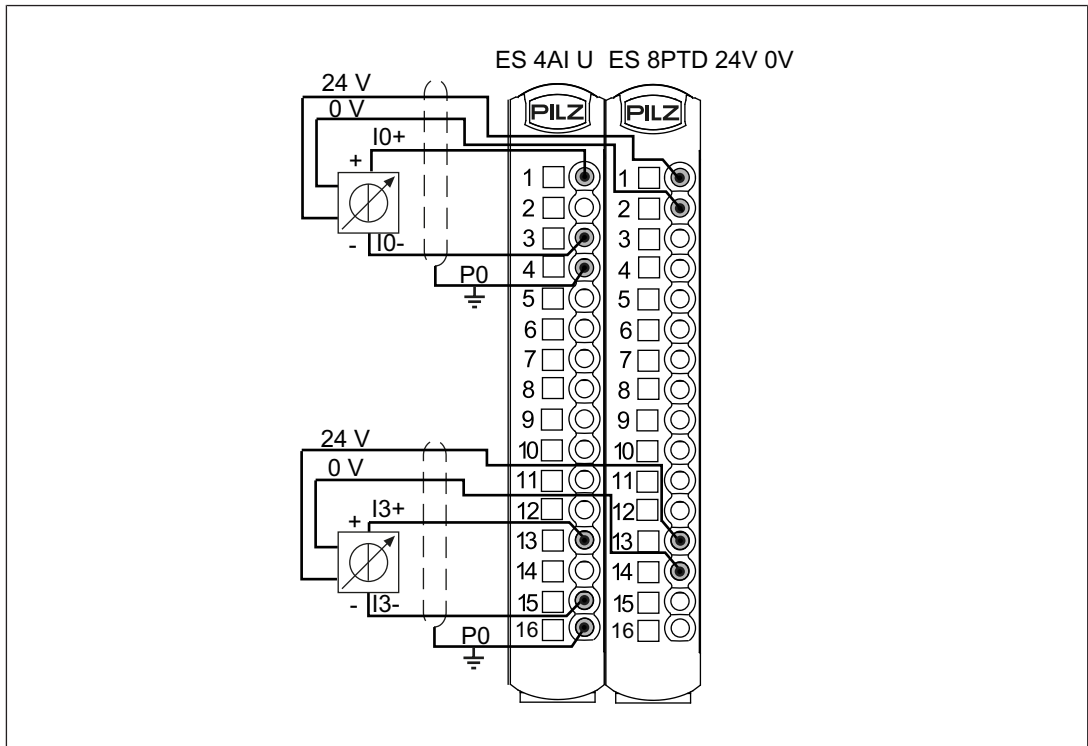 ES 4AI U ES 8PTD 24V 0V
PILZ PILZ
24 V
0 V
I0+
+
-
I0-
P0
1 1
2 2
3 3
4 4
5 5
6 6
7 7
8 8
9 9
10 10
11 11
12 12
13 13
14 14
15 15
16 16
24 V
0 V
I3+
+
-
I3-
P0